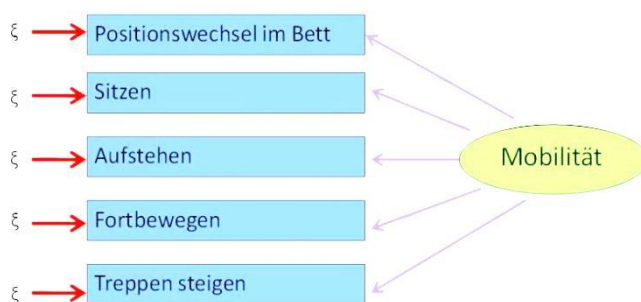 ξ Positionswechsel im Bett
ξ Sitzen
ξ Aufstehen
Mobilität
ξ Fortbewegen
ξ Treppen steigen